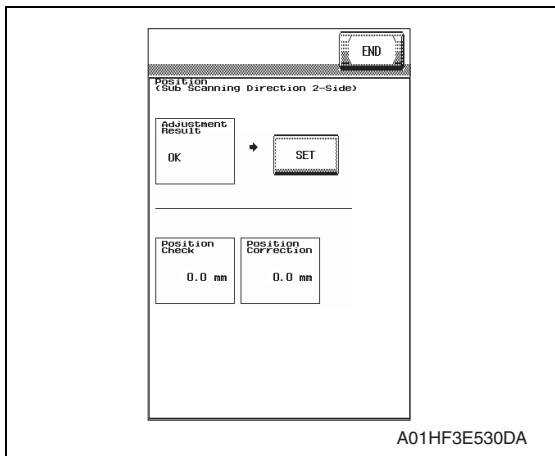 END
Position
(Sub Scanning Direction 2-Side)
Adjustment
Result
OK
SET
Position
Check
0.0 mm
Position
Correction
0.0 mm
A01HF3E530DA